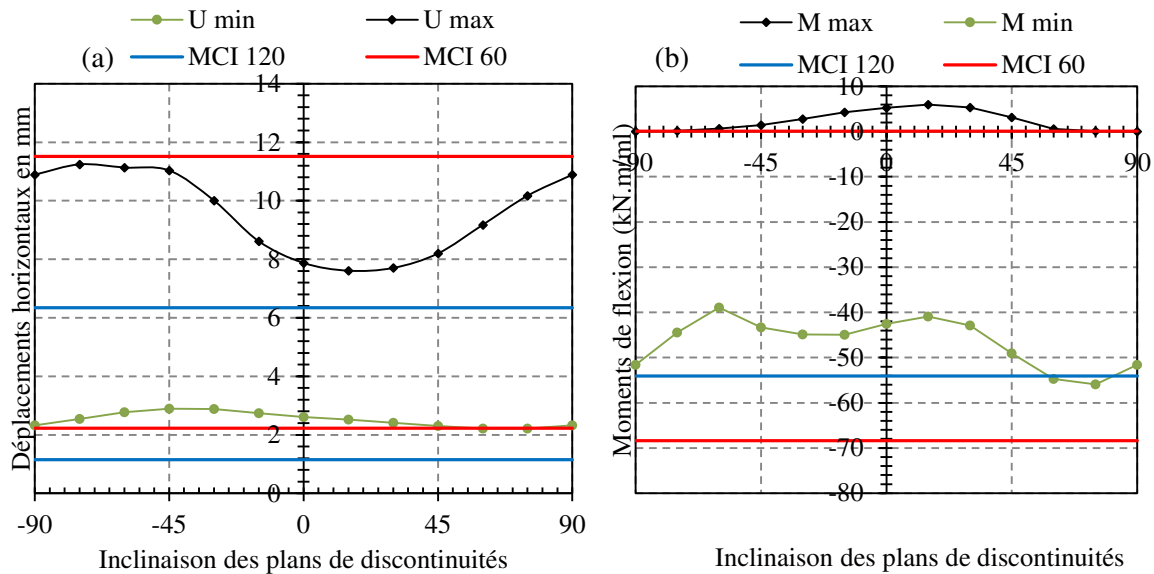 U min
U max
MCI 120
MCI 60
(a)
Déplacements horizontaux en mm
14
12
10
8
6
4
2
0
-90
-45
0
45
90
Inclinaison des plans de discontinuités
M max
M min
MCI 120
MCI 60
(b)
Moments de flexion (kN.m/ml)
10
0
-10
-20
-30
-40
-50
-60
-70
-80
-90
-45
0
45
90
Inclinaison des plans de discontinuités